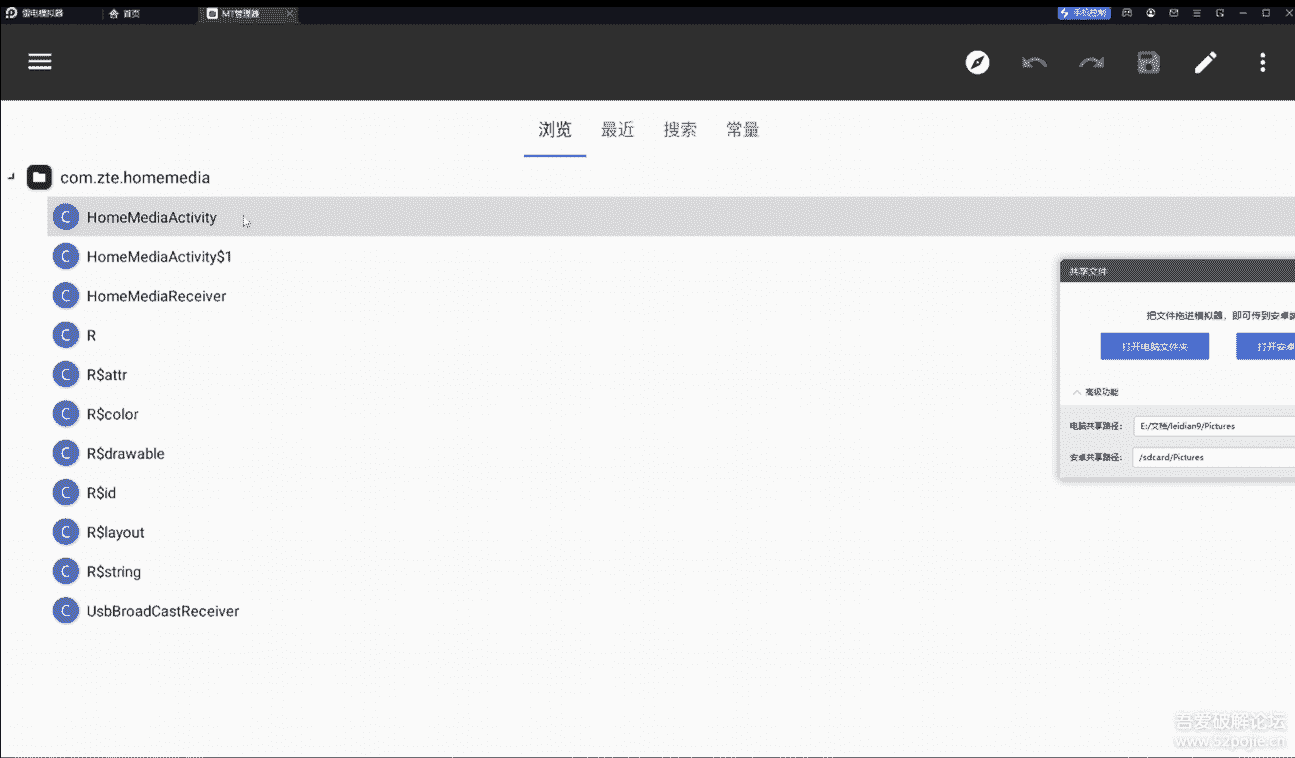 雷电模拟器 首页 MT管理器 手机控制
浏览 最近 搜索 常量
com.zte.homemedia
HomeMediaActivity
HomeMediaActivity$1
HomeMediaReceiver
R
R$attr
R$color
R$drawable
R$id
R$layout
R$string
UsbBroadCastReceiver
共享文件
把文件拖进模拟器，即可传到安卓
打开电脑文件夹 打开安卓
高级功能
电脑共享路径： E:/文档/leidian9/Pictures
安卓共享路径： /sdcard/Pictures
吾爱破解论坛
www.52pojie.cn